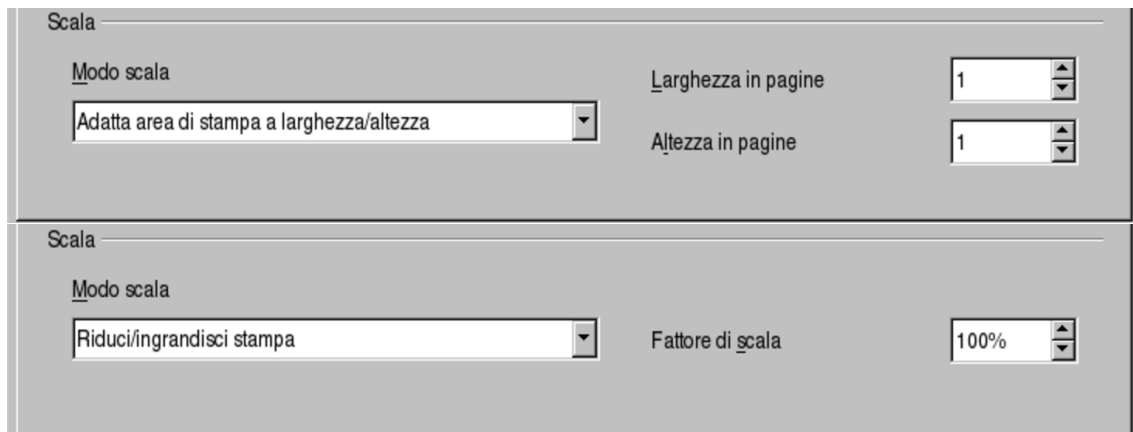 Scala
Modo scala
Larghezza in pagine 1
Adatta area di stampa a larghezza/altezza
Altezza in pagine 1
Scala
Modo scala
Riduci/ingrandisci stampa Fattore di scala 100%